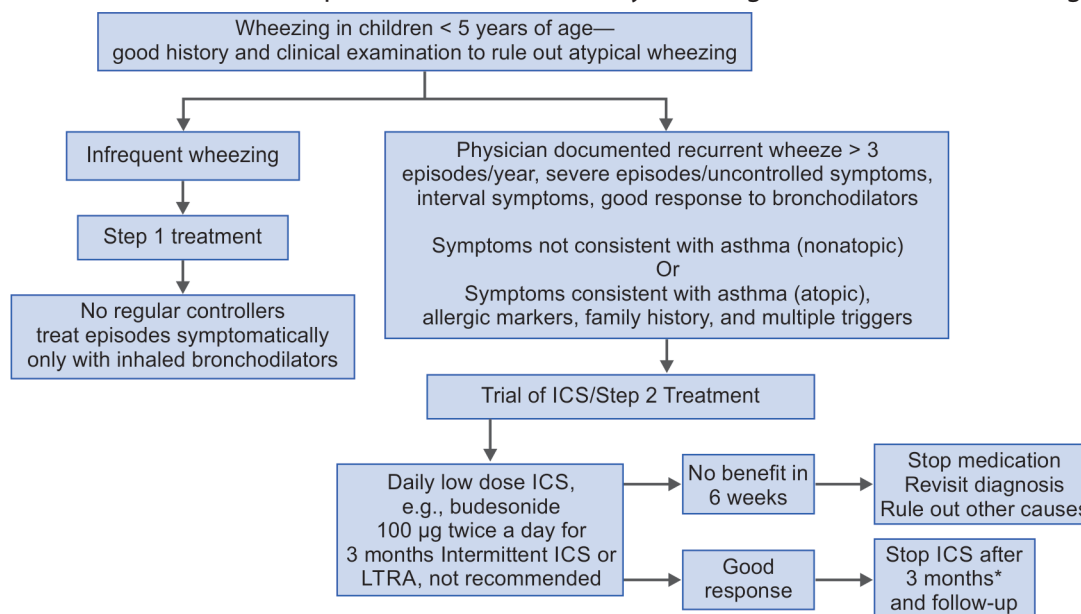 Wheezing in children < 5 years of age—
good history and clinical examination to rule out atypical wheezing
Infrequent wheezing
Step 1 treatment
No regular controllers
treat episodes symptomatically
only with inhaled bronchodilators
Physician documented recurrent wheeze > 3
episodes/year, severe episodes/uncontrolled symptoms,
interval symptoms, good response to bronchodilators
Symptoms not consistent with asthma (nonatopic)
Or
Symptoms consistent with asthma (atopic),
allergic markers, family history, and multiple triggers
Trial of ICS/Step 2 Treatment
Daily low dose ICS,
e.g., budesonide
100 µg twice a day for
3 months Intermittent ICS or
LTRA, not recommended
No benefit in
6 weeks
Stop medication
Revisit diagnosis
Rule out other causes
Good
response
Stop ICS after
3 months*
and follow-up